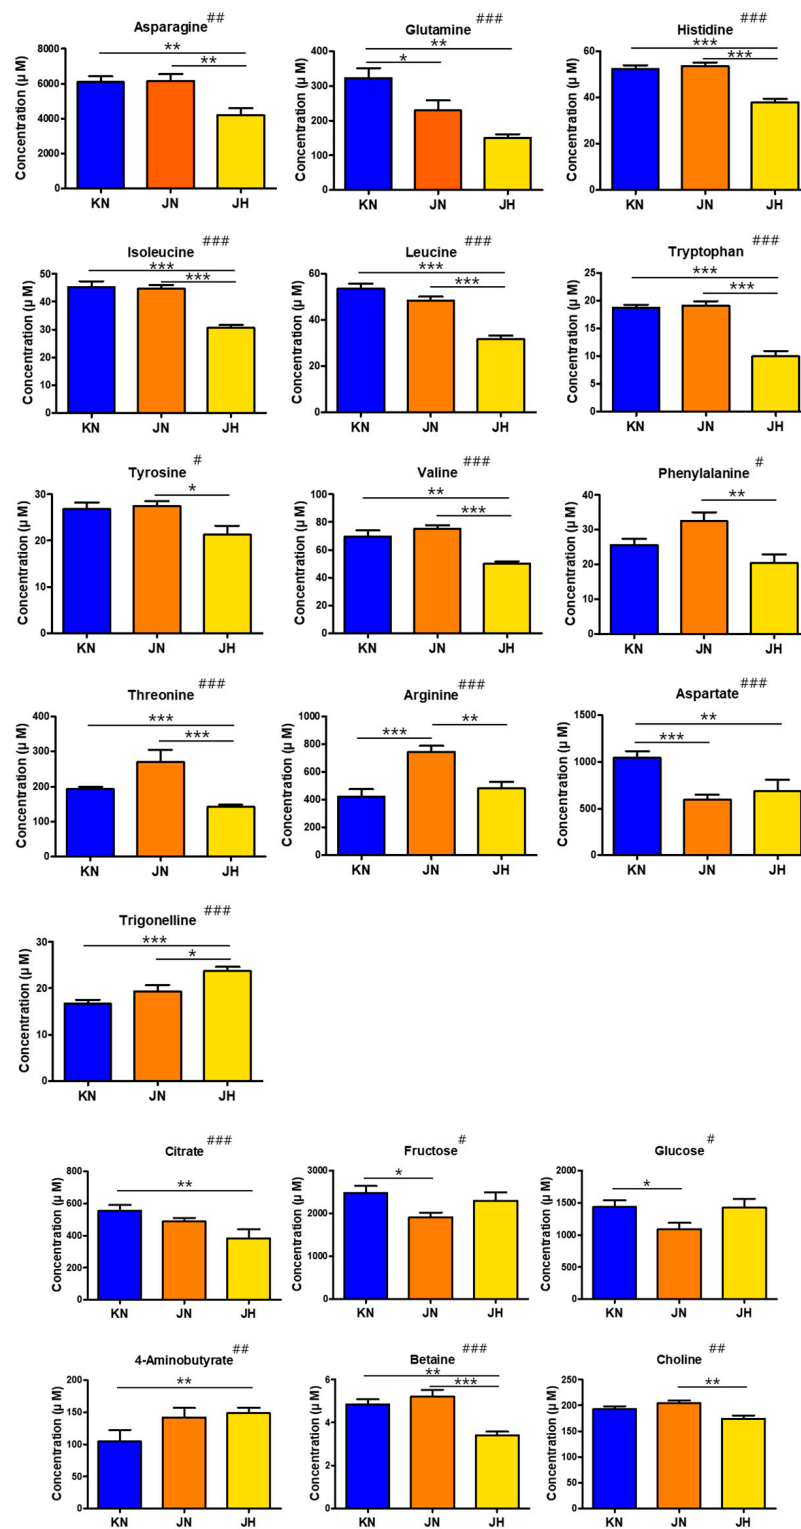 Asparagine ##
** 
**
Concentration (µ M)
8000
6000
4000
2000
0
KN JN JH
Glutamine ###
**
*
Concentration (µ M)
400
300
200
100
0
KN JN JH
Histidine ###
***
***
Concentration (µ M)
60
40
20
0
KN JN JH
Isoleucine ###
***
***
Concentration (µ M)
50
40
30
20
10
0
KN JN JH
Leucine ###
***
***
Concentration (µ M)
60
40
20
0
KN JN JH
Tryptophan ###
***
***
Concentration (µ M)
25
20
15
10
5
0
KN JN JH
Tyrosine #
*
Concentration (µ M)
30
20
10
0
KN JN JH
Valine ###
**
***
Concentration (µ M)
100
80
60
40
20
0
KN JN JH
Phenylalanine #
**
Concentration (µ M)
40
30
20
10
0
KN JN JH
Threonine ###
***
***
Concentration (µ M)
400
300
200
100
0
KN JN JH
Arginine ###
*** **
Concentration (µ M)
1000
800
600
400
200
0
KN JN JH
Aspartate ###
**
***
Concentration (µ M)
1500
1000
500
0
KN JN JH
Trigonelline ###
***
*
Concentration (µ M)
30
20
10
0
KN JN JH
Citrate ###
**
Concentration (µ M)
800
600
400
200
0
KN JN JH
Fructose #
*
Concentration (µ M)
3000
2000
1000
0
KN JN JH
Glucose #
*
Concentration (µ M)
2000
1500
1000
500
0
KN JN JH
4-Aminobutyrate ##
**
Concentration (µ M)
200
150
100
50
0
KN JN JH
Betaine ###
**
***
Concentration (µ M)
6
4
2
0
KN JN JH
Choline ##
**
Concentration (µ M)
250
200
150
100
50
0
KN JN JH